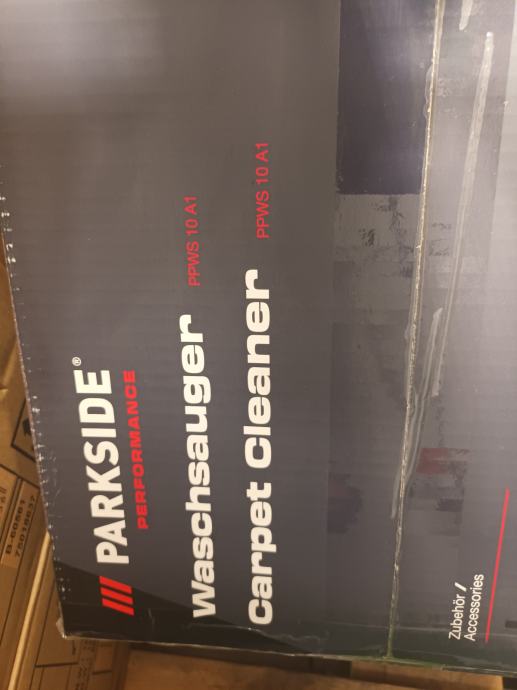 PARKSIDE®
PERFORMANCE
Waschsauger PPWS 10 A1
Carpet Cleaner PPWS 10 A1
Zubehör /
Accessories